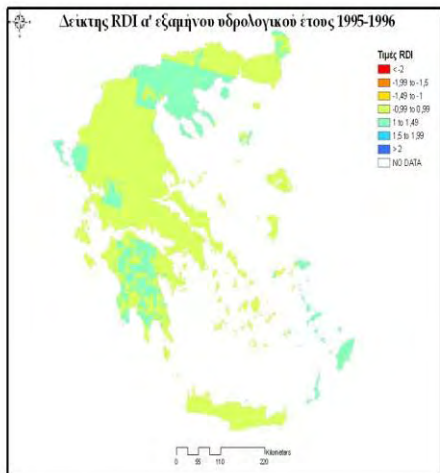 Δείκτης RDI α' εξαμήνου υδρολογικού έτους 1995-1996
Τιμές RDI
< -2
-1,99 to -1,5
-1,49 to -1
-0,99 to 0,99
1 to 1,49
1,5 to 1,99
> 2
NO DATA
Kilometers
0 55 110 220